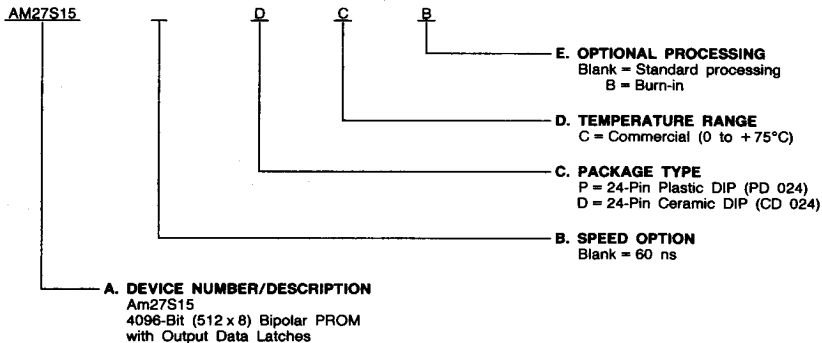 AM27S15 D C B
E. OPTIONAL PROCESSING
Blank = Standard processing
B = Burn-in
D. TEMPERATURE RANGE
C = Commercial (0 to +75°C)
C. PACKAGE TYPE
P = 24-Pin Plastic DIP (PD 024)
D = 24-Pin Ceramic DIP (CD 024)
B. SPEED OPTION
Blank = 60 ns
A. DEVICE NUMBER/DESCRIPTION
Am27S15
4096-Bit (512 x 8) Bipolar PROM
with Output Data Latches